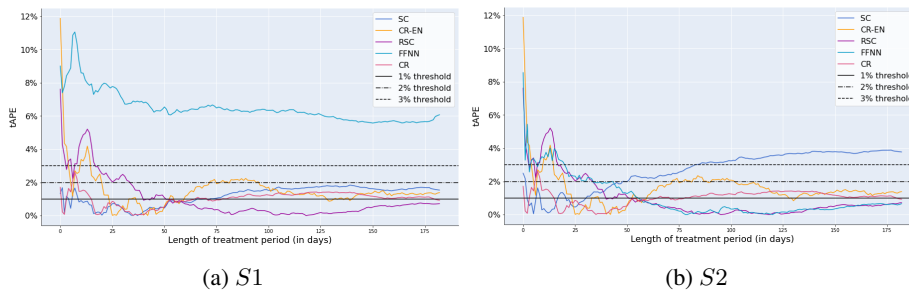 12%
10%
8%
6%
4%
2%
0%
tAPE
SC
CR-EN
RSC
FFNN
CR
1% threshold
2% threshold
3% threshold
0 25 50 75 100 125 150 175
Length of treatment period (in days)
(a) S1
12%
10%
8%
6%
4%
2%
0%
tAPE
SC
CR-EN
RSC
FFNN
CR
1% threshold
2% threshold
3% threshold
0 25 50 75 100 125 150 175
Length of treatment period (in days)
(b) S2